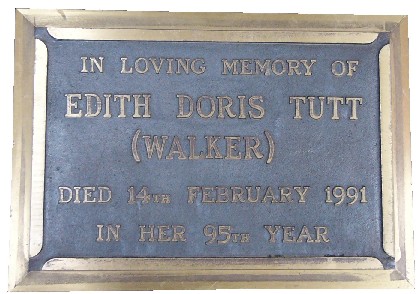 IN LOVING MEMORY OF
EDITH DORIS TUTT
(WALKER)
DIED 14TH FEBRUARY 1991
IN HER 95TH YEAR